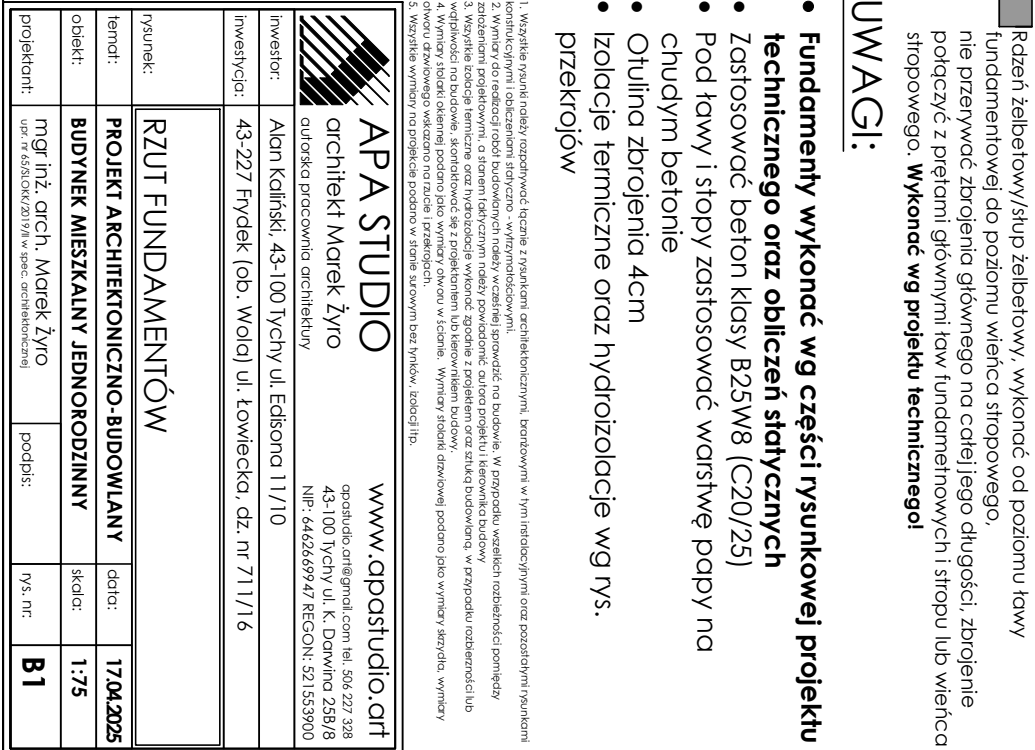 Rdzeń żelbetowy/słup żelbetowy, wykonać od poziomu ławy
fundamentowej do poziomu wieńca stropowego,
nie przerywać zbrojenia głównego na całej jego długości, zbrojenie
połączyć z prętami głównymi ław fundametnowych i stropu lub wieńca
stropowego. Wykonać wg projektu technicznego!
UWAGI:
• Fundamenty wykonać wg części rysunkowej projektu
technicznego oraz obliczeń statycznych
• Zastosować beton klasy B25W8 (C20/25)
• Pod ławy i stopy zastosować warstwę papy na
chudym betonie
• Otulina zbrojenia 4cm
• Izolacje termiczne oraz hydroizolacje wg rys.
przekrojów
1. Wszystkie rysunki należy rozpatrywać łącznie z rysunkami architektonicznymi, branżowymi w tym instalacyjnymi oraz pozostałymi rysunkami
konstrukcyjnymi i obliczeniami statyczno - wytrzymałościowymi.
2. Wymiary do realizacji robót budowlanych należy wcześniej sprawdzić na budowie. W przypadku wszelkich rozbieżności pomiędzy
założeniami projektowymi, a stanem faktycznym należy powiadomić autora projektu i kierownika budowy
3. Wszystkie izolacje termiczne oraz hydroizolacje wykonać zgodnie z projektem oraz sztuką budowlaną, w przypadku rozbierzności lub
wątpliwości na budowie, skontaktować się z projektantem lub kierownikiem budowy.
4. Wymiary stolarki okiennej podano jako wymiary otworu w ścianie. Wymiary stolarki drzwiowej podano jako wymiary skrzydła, wymiary
otworu drzwiowego wskazano na rzucie i przekrojach.
5. Wszystkie wymiary na projekcie podano w stanie surowym bez tynków, izolacji itp.
APA STUDIO www.apastudio.art
architekt Marek Żyro
autorska pracownia architektury
apastudio.art@gmail.com tel. 506 227 328
43-100 Tychy ul. K. Darwina 25B/8
NIP: 6462669947 REGON: 521553900
inwestor: Alan Kaliński, 43-100 Tychy ul. Edisona 11/10
inwestycja: 43-227 Frydek (ob. Wola) ul. Łowiecka, dz. nr 711/16
rysunek: RZUT FUNDAMENTÓW
temat: PROJEKT ARCHITEKTONICZNO-BUDOWLANY data: 17.04.2025
obiekt: BUDYNEK MIESZKALNY JEDNORODZINNY skala: 1:75
projektant: mgr inż. arch. Marek Żyro podpis: rys. nr: B1
upr. nr 65/SLOKK/2019/II w spec. architektonicznej